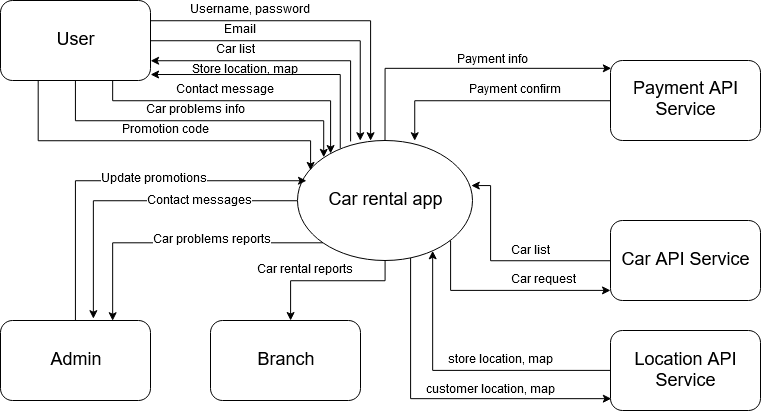 Username, password
User
Email
Car list
Store location, map
Contact message
Car problems info
Promotion code
Payment info
Payment confirm
Payment API
Service
Update promotions
Contact messages
Car rental app
Car problems reports
Car rental reports
Car list
Car API Service
Car request
Admin
Branch
store location, map
customer location, map
Location API
Service